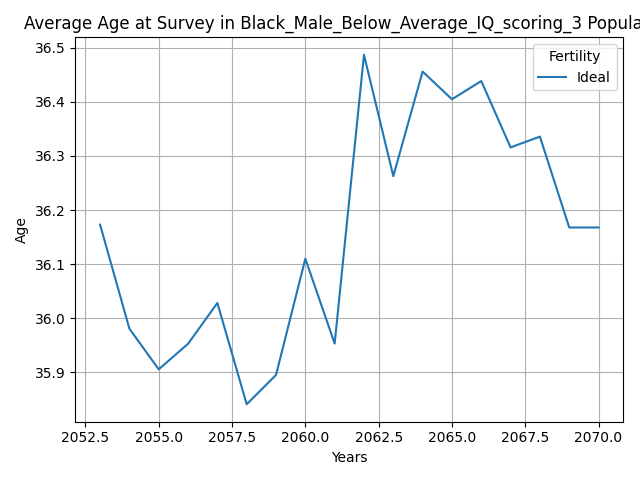 Average Age at Survey in Black_Male_Below_Average_IQ_scoring_3 Popula
36.5
36.4
36.3
36.2
36.1
36.0
35.9
Age
Fertility
Ideal
2052.5 2055.0 2057.5 2060.0 2062.5 2065.0 2067.5 2070.0
Years